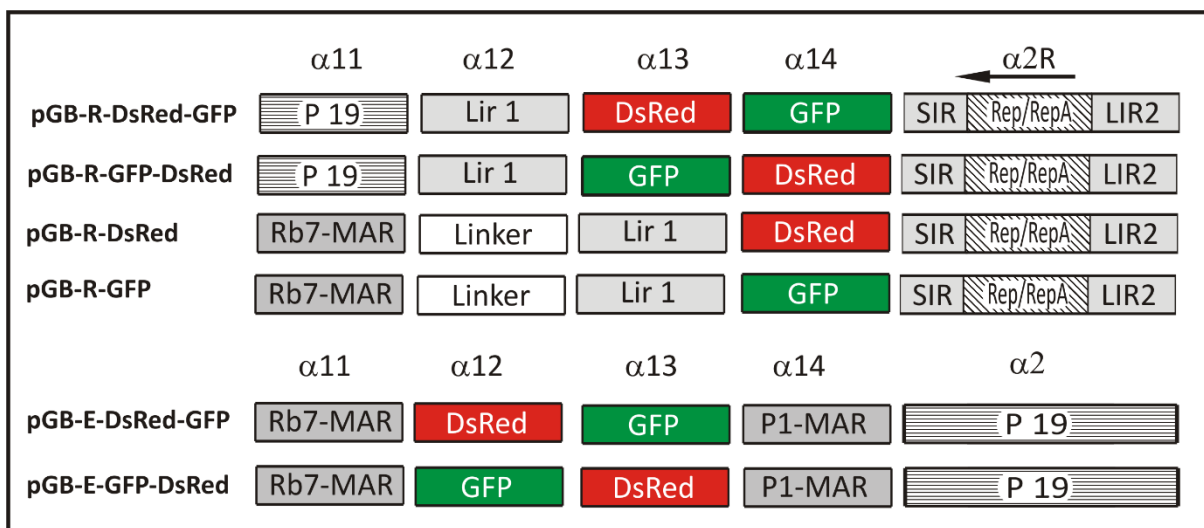 α11 α12 α13 α14 α2R
pGB-R-DsRed-GFP P 19 Lir 1 DsRed GFP SIR Rep/RepA LIR2
pGB-R-GFP-DsRed P 19 Lir 1 GFP DsRed SIR Rep/RepA LIR2
pGB-R-DsRed Rb7-MAR Linker Lir 1 DsRed SIR Rep/RepA LIR2
pGB-R-GFP Rb7-MAR Linker Lir 1 GFP SIR Rep/RepA LIR2
α11 α12 α13 α14 α2
pGB-E-DsRed-GFP Rb7-MAR DsRed GFP P1-MAR P 19
pGB-E-GFP-DsRed Rb7-MAR GFP DsRed P1-MAR P 19